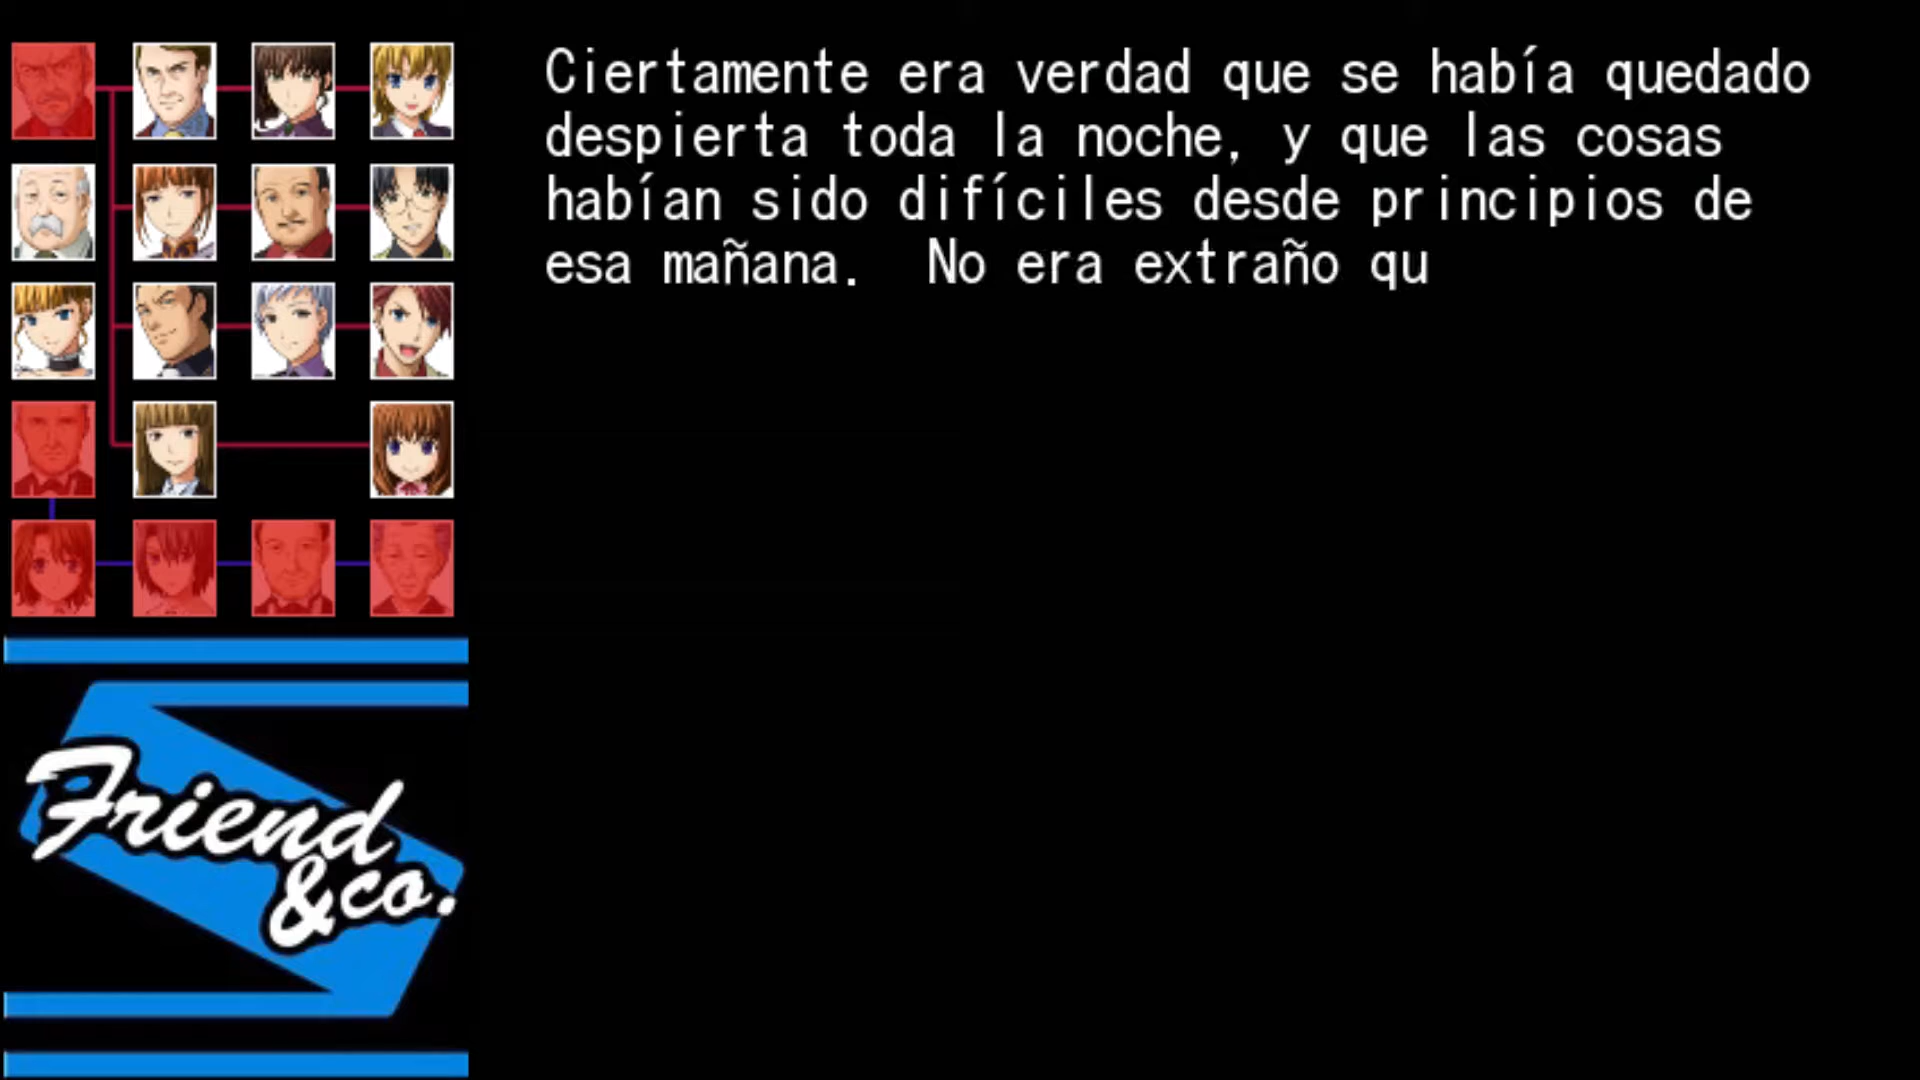 Ciertamente era verdad que se había quedado
despierta toda la noche, y que las cosas
habían sido difíciles desde principios de
esa mañana.  No era extraño qu
Friend
&co.